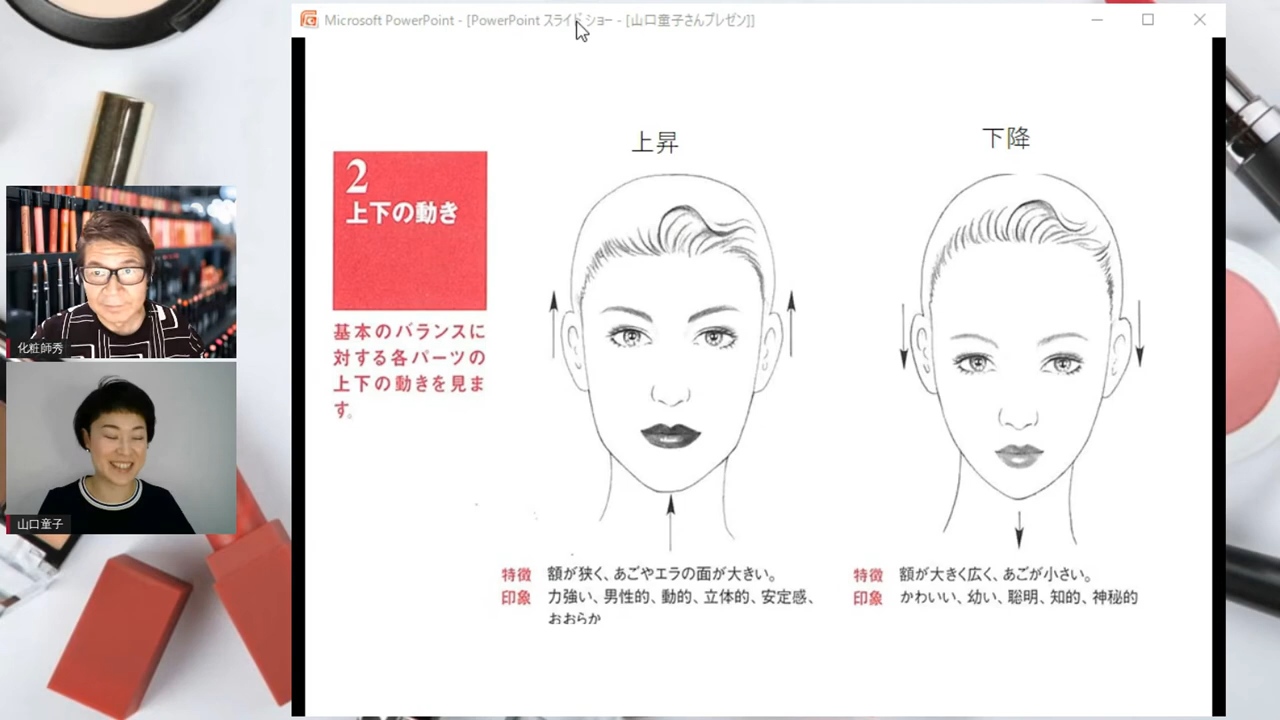 Microsoft PowerPoint - [PowerPoint スライド ショー - [山口童子さんプレゼン]]
上昇
下降
2
上下の動き
基本のバランスに
対する各パーツの
上下の動きを見ま
す。
化粧師秀
山口童子
特徴 額が狭く、あごやエラの面が大きい。
印象 力強い、男性的、動的、立体的、安定感、
おおらか
特徴 額が大きく広く、あごが小さい。
印象 かわいい、幼い、聡明、知的、神秘的